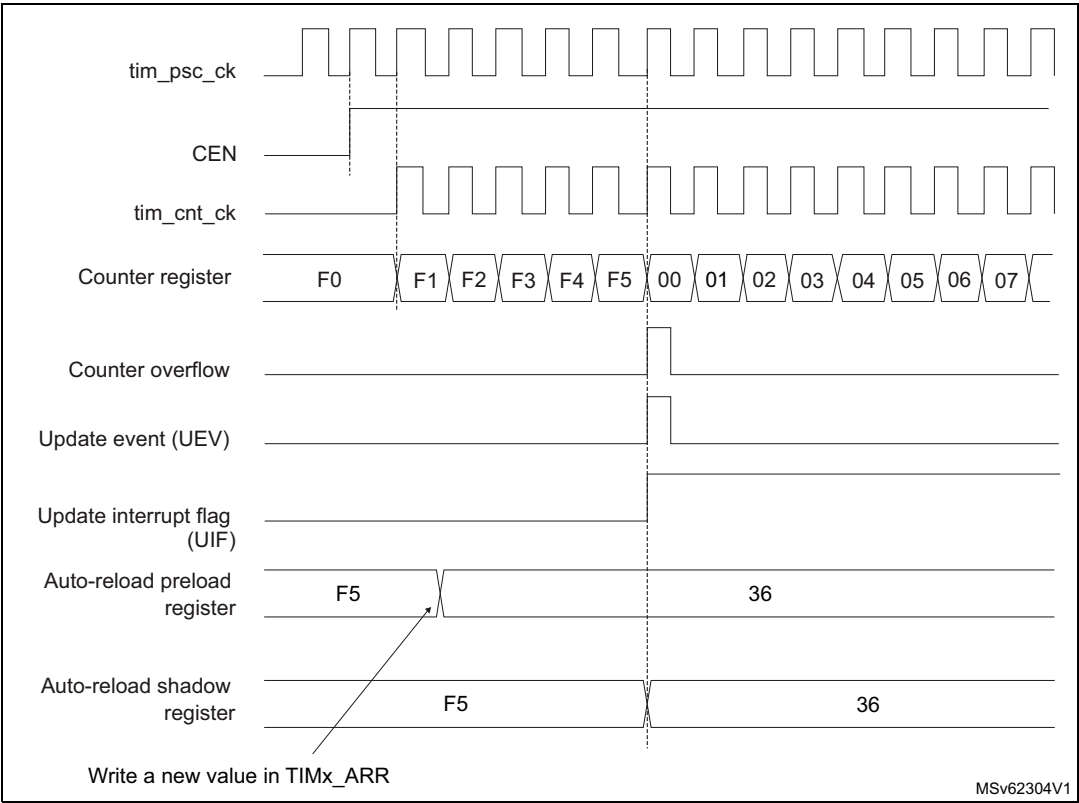 tim_psc_ck
CEN
tim_cnt_ck
Counter register F0 F1 F2 F3 F4 F5 00 01 02 03 04 05 06 07
Counter overflow
Update event (UEV)
Update interrupt flag
(UIF)
Auto-reload preload
register
F5 36
Auto-reload shadow
register
F5 36
Write a new value in TIMx_ARR
MSv62304V1